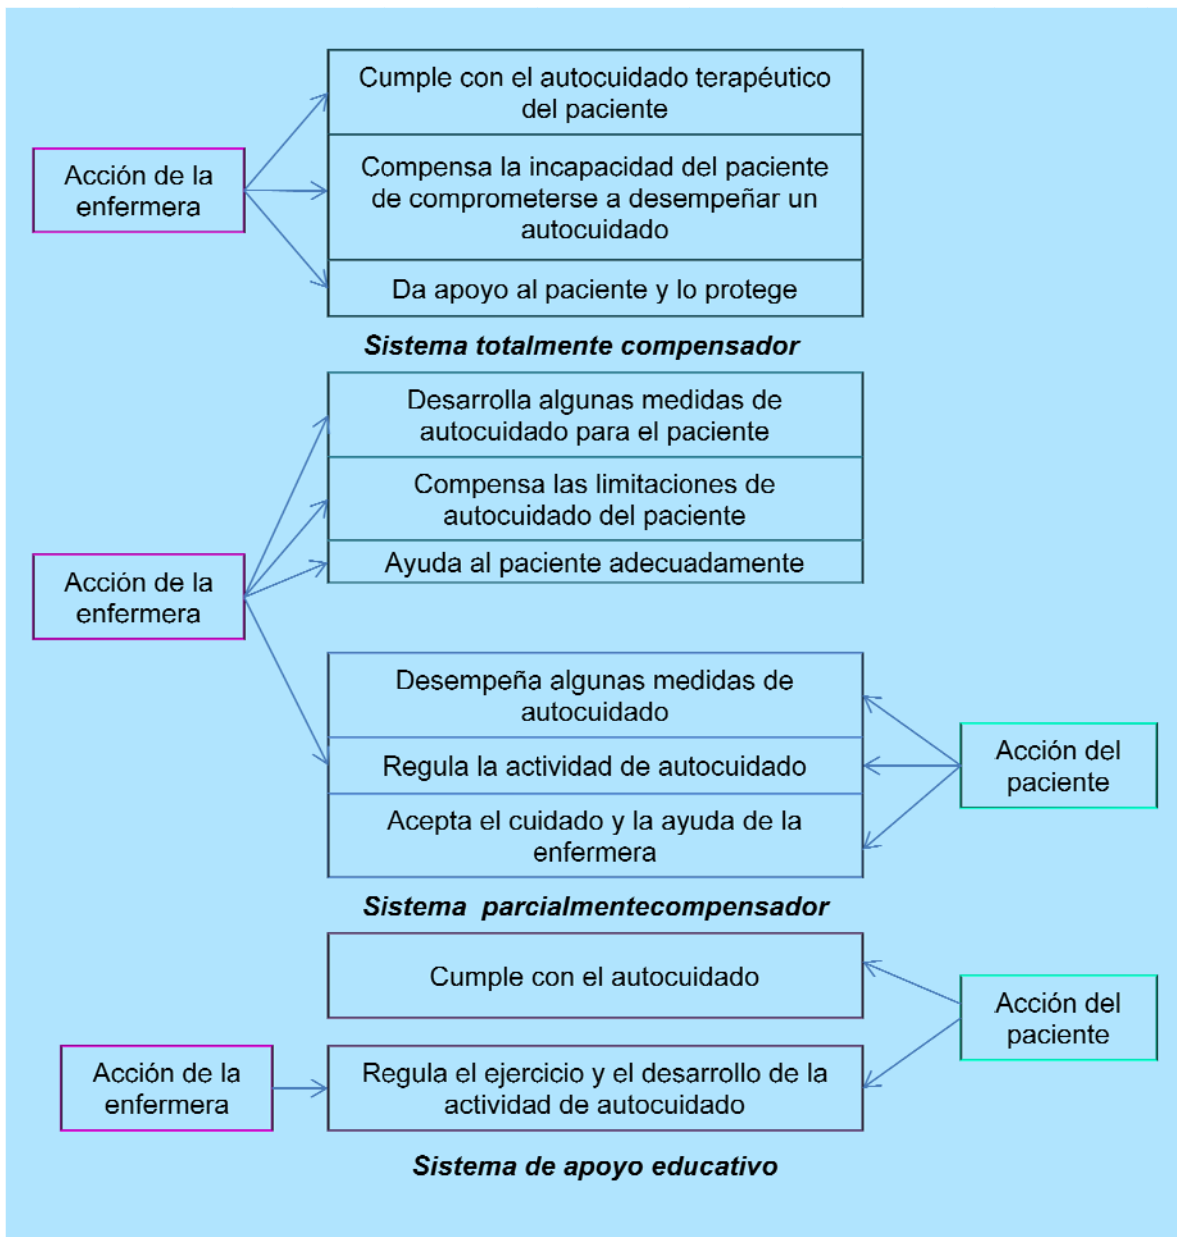 Cumple con el autocuidado terapéutico
del paciente
Acción de la
enfermera
Compensa la incapacidad del paciente
de comprometerse a desempeñar un
autocuidado
Da apoyo al paciente y lo protege
Sistema totalmente compensador
Desarrolla algunas medidas de
autocuidado para el paciente
Compensa las limitaciones de
autocuidado del paciente
Ayuda al paciente adecuadamente
Acción de la
enfermera
Desempeña algunas medidas de
autocuidado
Regula la actividad de autocuidado
Acepta el cuidado y la ayuda de la
enfermera
Acción del
paciente
Sistema parcialmentecompensador
Cumple con el autocuidado
Acción del
paciente
Acción de la
enfermera
Regula el ejercicio y el desarrollo de la
actividad de autocuidado
Sistema de apoyo educativo